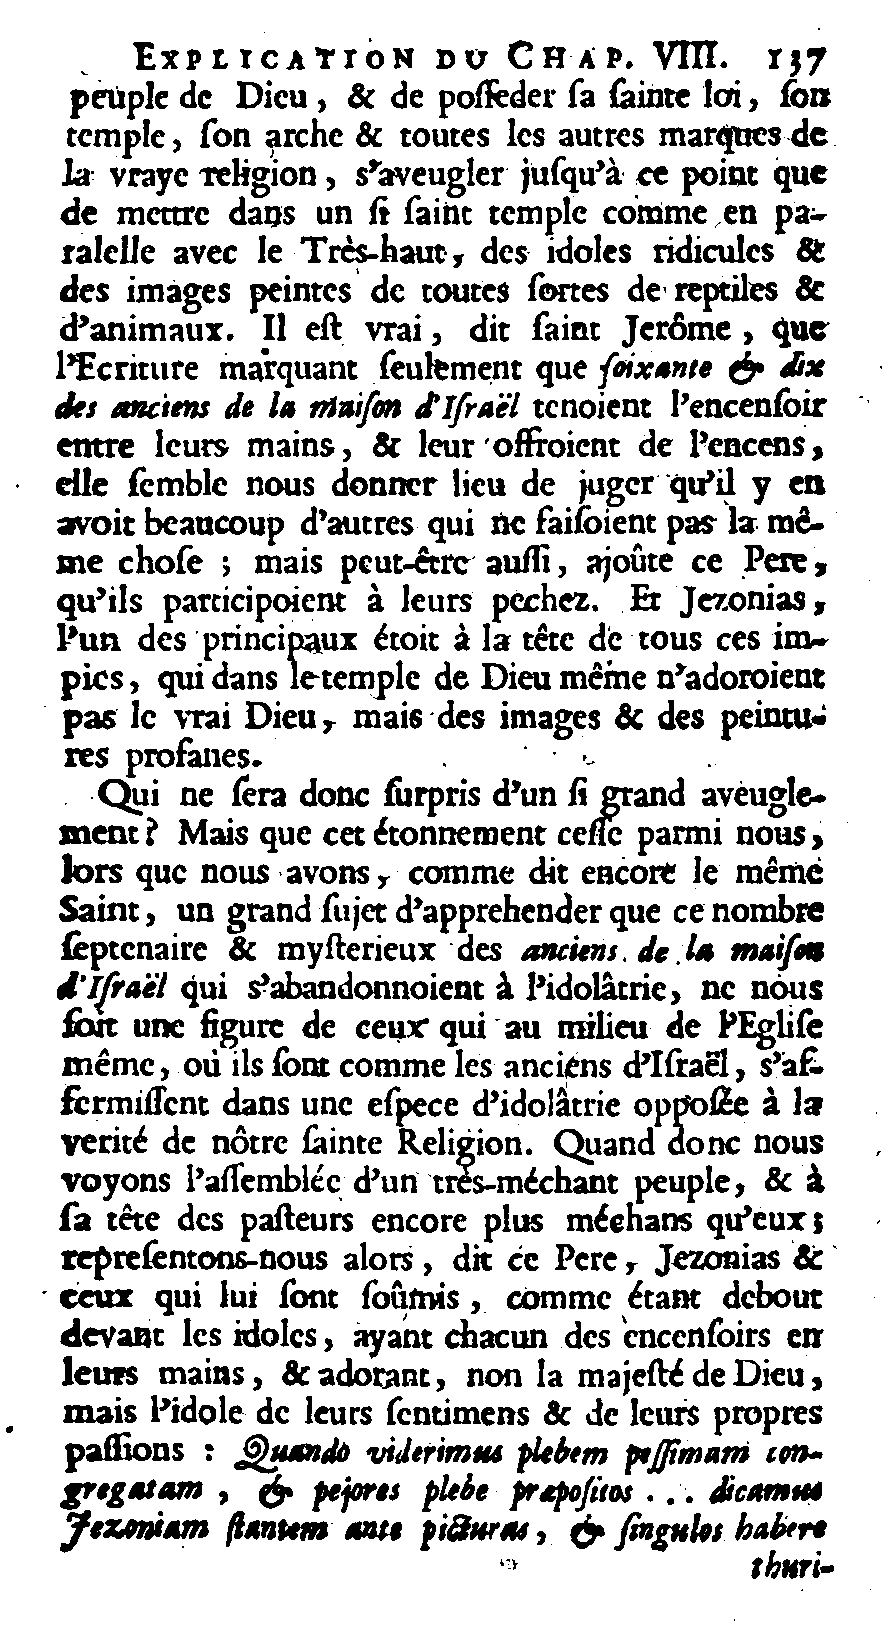 EXPLICATION DU CHAP. VIII. 137
peuple de Dieu, & de poſſeder ſa ſainte loi, ſon
temple, ſon arche & toutes les autres marques de
la vraye religion, s'aveugler juſqu'à ce point que
de mettre dans un ſi ſaint temple comme en pa-
ralelle avec le Très-haut, des idoles ridicules &
des images peintes de toutes ſortes de reptiles &
d'animaux. Il eſt vrai, dit ſaint Jerôme, que
l'Ecriture marquant ſeulement que ſoixante & dix
des anciens de la maiſon d'Iſraël tenoient l'encenſoir
entre leurs mains, & leur offroient de l'encens,
elle ſemble nous donner lieu de juger qu'il y en
avoit beaucoup d'autres qui ne faiſoient pas la mê-
me choſe ; mais peut-être auſſi, ajoûte ce Pere,
qu'ils participoient à leurs pechez. Et Jezonias,
l'un des principaux étoit à la tête de tous ces im-
pies, qui dans le temple de Dieu même n'adoroient
pas le vrai Dieu, mais des images & des peintu-
res profanes.
Qui ne ſera donc ſurpris d'un ſi grand aveugle-
ment ? Mais que cet étonnement ceſſe parmi nous,
lors que nous avons, comme dit encore le même
Saint, un grand ſujet d'apprehender que ce nombre
ſeptenaire & myſterieux des anciens de la maiſon
d'Iſraël qui s'abandonnoient à l'idolâtrie, ne nous
ſoit une figure de ceux qui au milieu de l'Egliſe
même, où ils ſont comme les anciens d'Iſraël, s'af-
fermiſſent dans une eſpece d'idolâtrie oppoſée à la
verité de nôtre ſainte Religion. Quand donc nous
voyons l'aſſemblée d'un très-méchant peuple, & à
ſa tête des paſteurs encore plus méchans qu'eux ;
repreſentons-nous alors, dit ce Pere, Jezonias &
ceux qui lui ſont ſoûmis, comme étant debout
devant les idoles, ayant chacun des encenſoirs en
leurs mains, & adorant, non la majeſté de Dieu,
mais l'idole de leurs ſentimens & de leurs propres
paſſions : Quando viderimus plebem peſſimam con-
gregatam, & pejores plebe præpoſitos . . . dicamus
Jezoniam ſtantem ante picturas, & ſingulos habere
thuri-